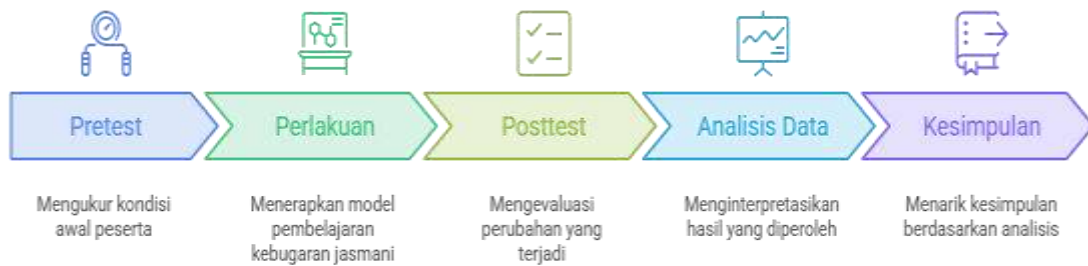 Pretest
Perlakuan
Posttest
Analisis Data
Kesimpulan
Mengukur kondisi
awal peserta
Menerapkan model
pembelajaran
kebugaran jasmani
Mengevaluasi
perubahan yang
terjadi
Menginterpretasikan
hasil yang diperoleh
Menarik kesimpulan
berdasarkan analisis